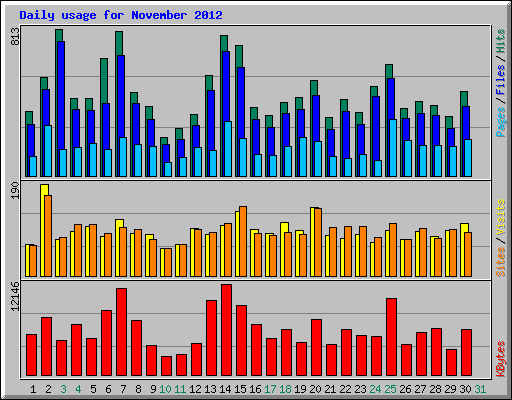 Daily usage for November 2012
813
190
12146
Pages / Files / Hits
Sites / Visits
KBytes
1 2 3 4 5 6 7 8 9 10 11 12 13 14 15 16 17 18 19 20 21 22 23 24 25 26 27 28 29 30 31